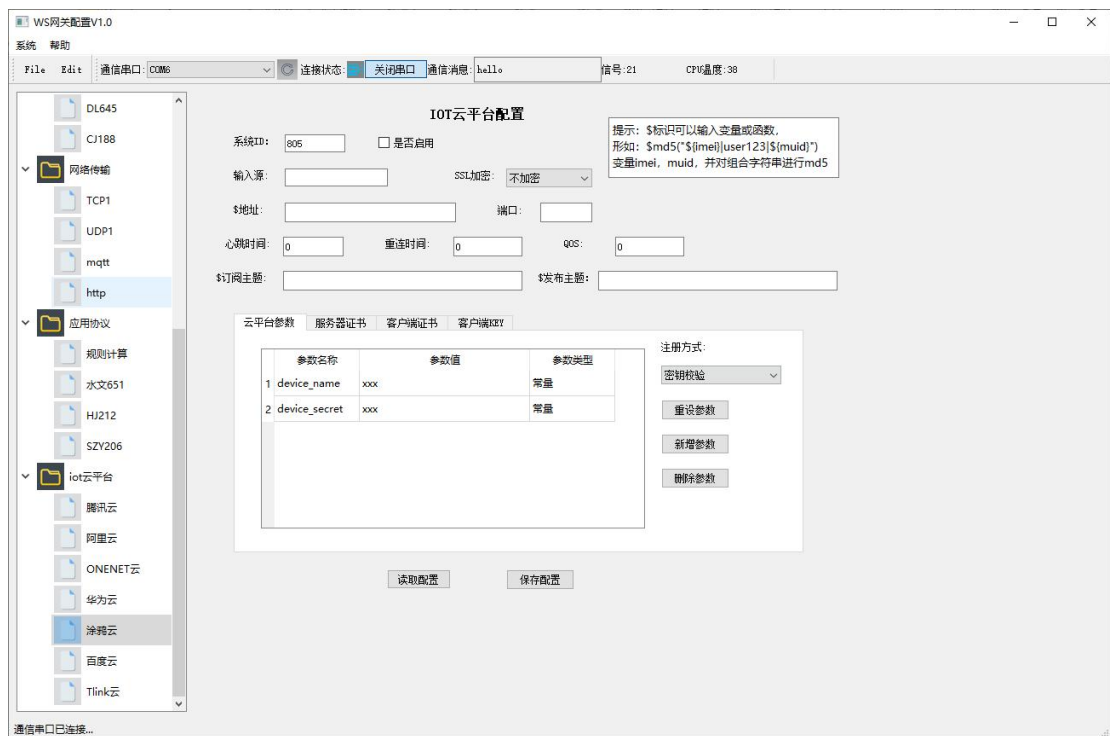 WS网关配置V1.0
系统 帮助
File Edit 通信串口: COM6 连接状态: 关闭串口 通信消息: hello 信号:21 CPU温度:38
DL645
CJ188
网络传输
TCP1
UDP1
mqtt
http
应用协议
规则计算
水文651
HJ212
SZY206
iot云平台
腾讯云
阿里云
ONENET云
华为云
涂鸦云
百度云
Tlink云
IOT云平台配置
提示: $标识可以输入变量或函数,
形如: $md5("${imei}|user123|${muid}")
变量imei, muid, 并对组合字符串进行md5
系统ID: 805 是否启用
输入源: SSL加密: 不加密
$地址: 端口:
心跳时间: 0 重连时间: 0 QOS: 0
$订阅主题: $发布主题:
云平台参数 服务器证书 客户端证书 客户端KEY
参数名称 参数值 参数类型
1 device_name xxx 常量
2 device_secret xxx 常量
注册方式:
密钥校验
重设参数
新增参数
删除参数
读取配置 保存配置
通信串口已连接...